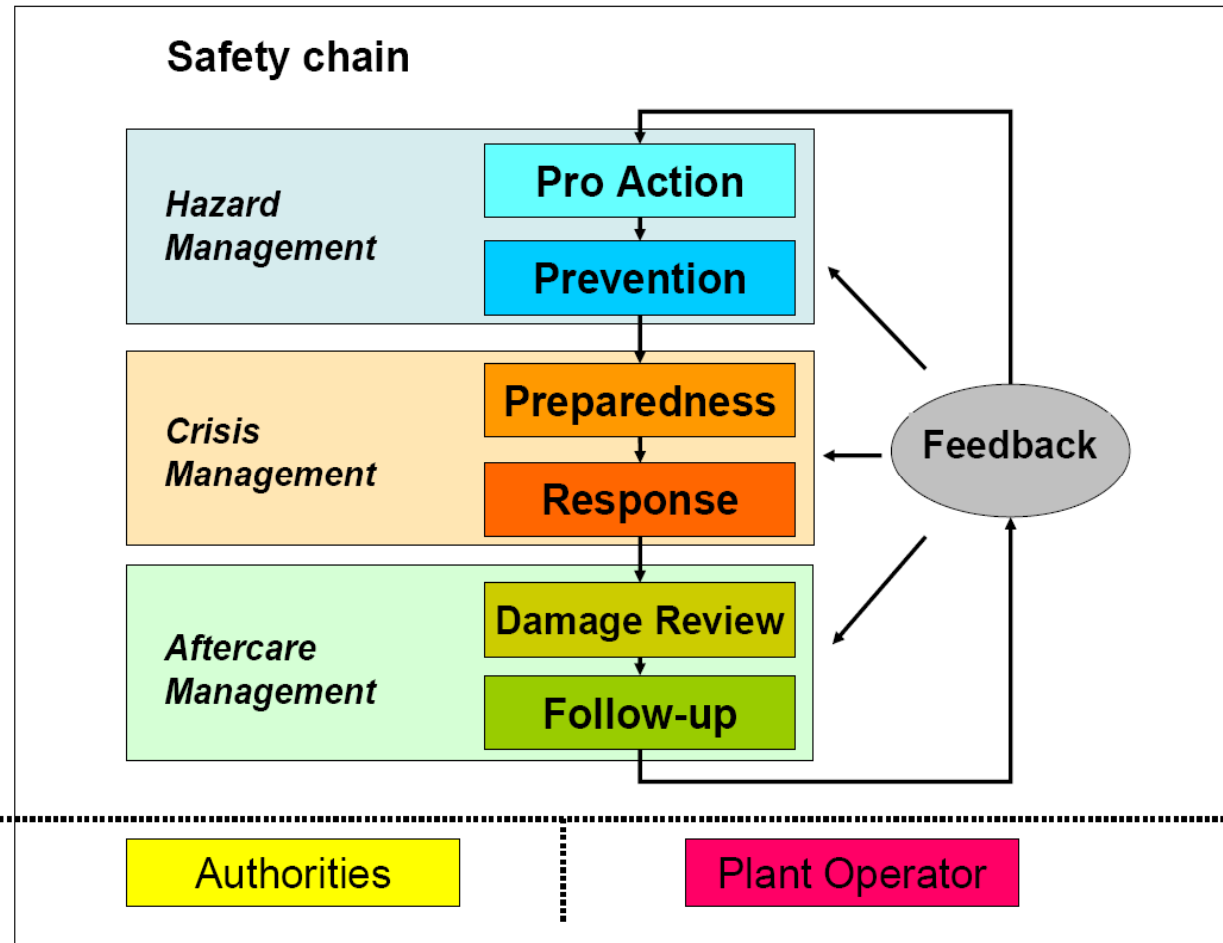 Safety chain
Hazard
Management
Pro Action
Prevention
Crisis
Management
Preparedness
Response
Feedback
Aftercare
Management
Damage Review
Follow-up
Authorities
Plant Operator